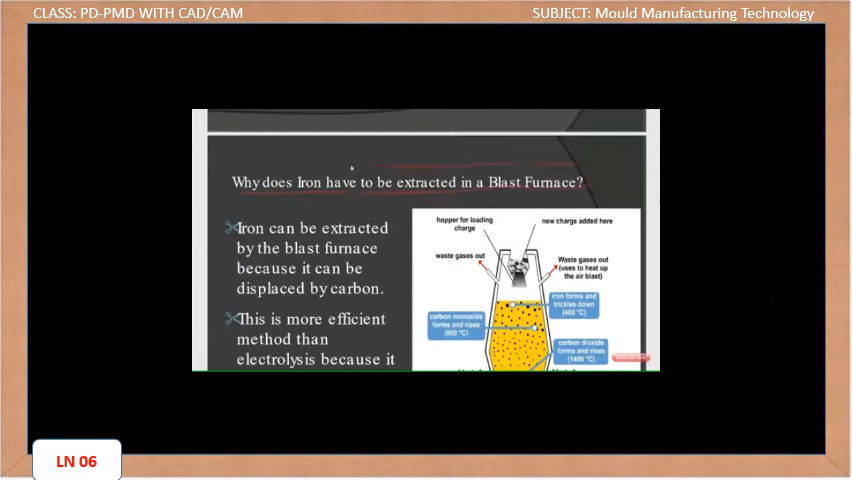 CLASS: PD-PMD WITH CAD/CAM
SUBJECT: Mould Manufacturing Technology
Why does Iron have to be extracted in a Blast Furnace?
Iron can be extracted
by the blast furnace
because it can be
displaced by carbon.
This is more efficient
method than
electrolysis because it
hopper for loading
charge
new charge added here
waste gases out
Waste gases out
(uses to heat up
the air blast)
iron forms and
trickles down
(400 °C)
carbon monoxide
forms and rises
(800 °C)
carbon dioxide
forms and rises
(1400 °C)
LN 06